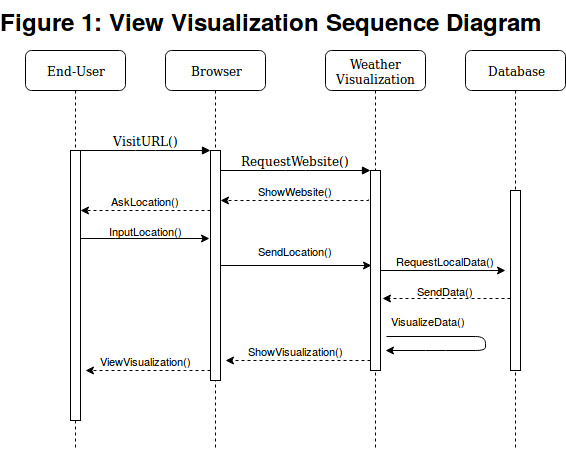 Figure 1: View Visualization Sequence Diagram
End-User
Browser
Weather
Visualization
Database
VisitURL()
RequestWebsite()
ShowWebsite()
AskLocation()
InputLocation()
SendLocation()
RequestLocalData()
SendData()
VisualizeData()
ShowVisualization()
ViewVisualization()